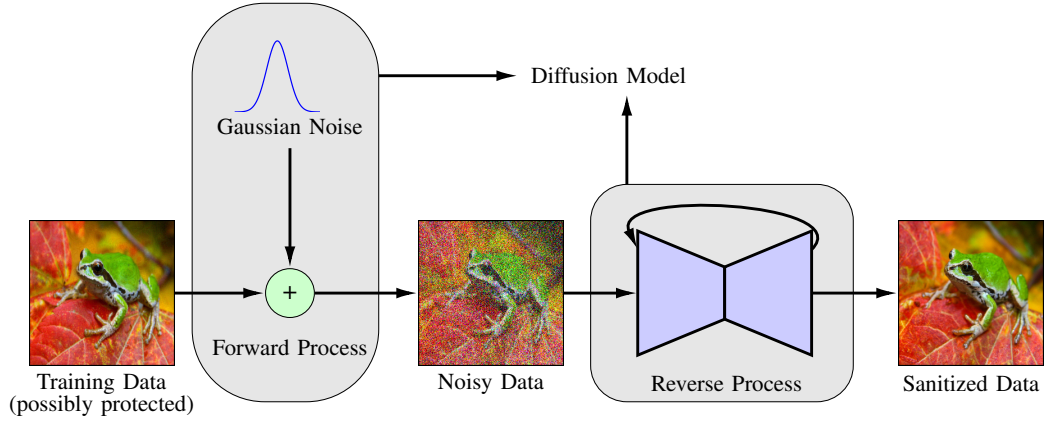 Gaussian Noise
Diffusion Model
+
Forward Process
Training Data
(possibly protected)
Noisy Data
Reverse Process
Sanitized Data